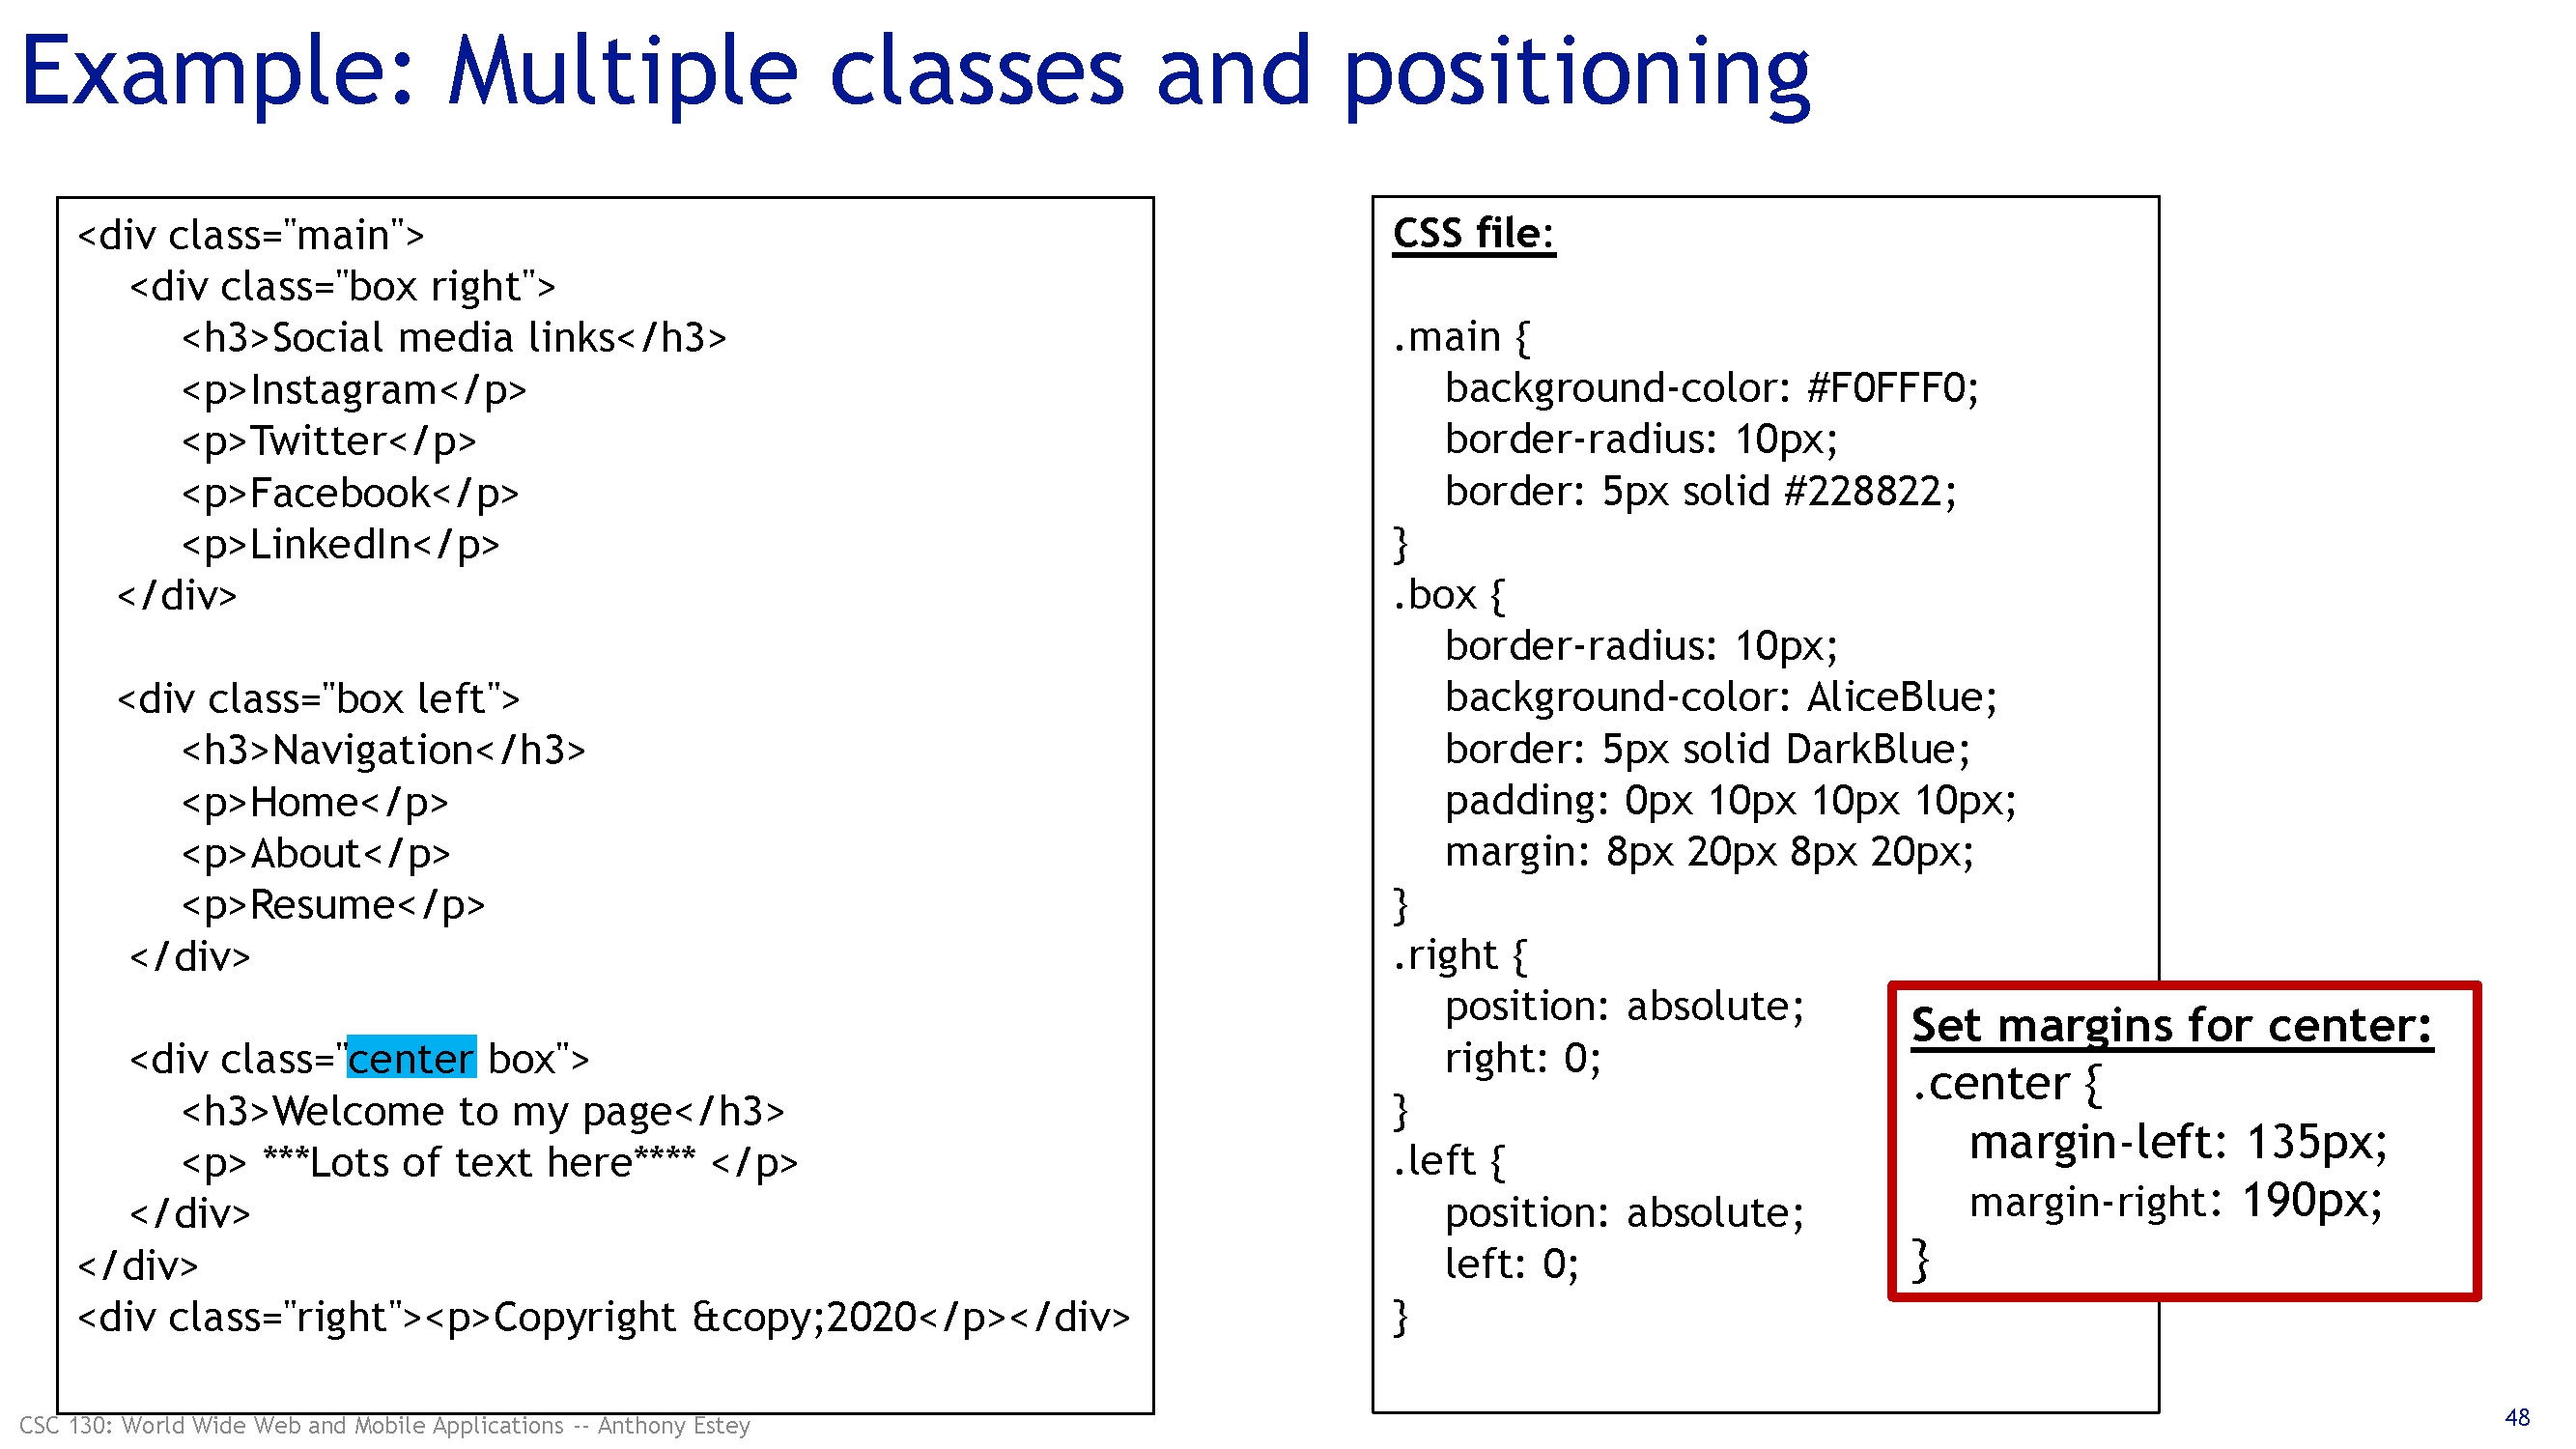 Example: Multiple classes and positioning
<div class="main">
<div class="box right">
<h3>Social media links</h3>
<p>Instagram</p>
<p>Twitter</p>
<p>Facebook</p>
<p>LinkedIn</p>
</div>
<div class="box left">
<h3>Navigation</h3>
<p>Home</p>
<p>About</p>
<p>Resume</p>
</div>
<div class="center box">
<h3>Welcome to my page</h3>
<p> ***Lots of text here**** </p>
</div>
</div>
<div class="right"><p>Copyright &copy;2020</p></div>
CSS file:
.main {
background-color: #F0FFF0;
border-radius: 10px;
border: 5px solid #228822;
}
.box {
border-radius: 10px;
background-color: AliceBlue;
border: 5px solid DarkBlue;
padding: 0px 10px 10px 10px;
margin: 8px 20px 8px 20px;
}
.right {
position: absolute;
right: 0;
}
.left {
position: absolute;
left: 0;
}
Set margins for center:
.center {
margin-left: 135px;
margin-right: 190px;
}
CSC 130: World Wide Web and Mobile Applications -- Anthony Estey
48